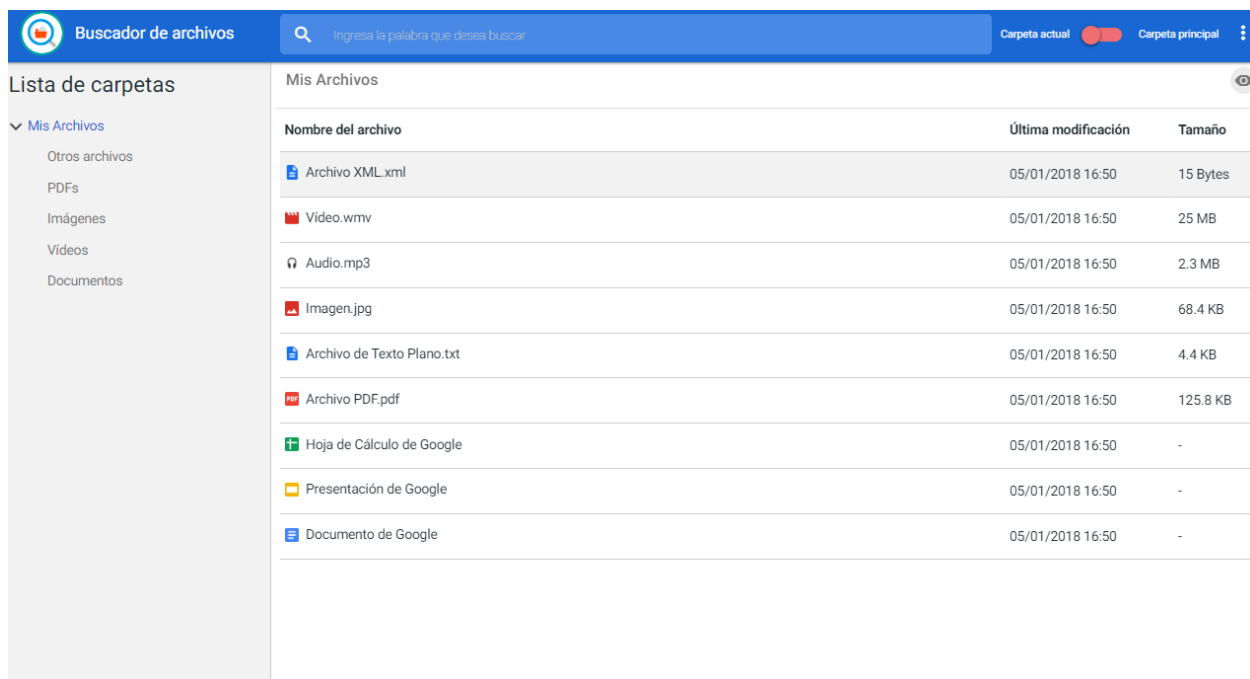 Buscador de archivos
Ingresa la palabra que desea buscar
Carpeta actual Carpeta principal
Lista de carpetas
Mis Archivos
Otros archivos
PDFs
Imágenes
Vídeos
Documentos
Mis Archivos
Nombre del archivo Última modificación Tamaño
Archivo XML.xml 05/01/2018 16:50 15 Bytes
Vídeo.wmv 05/01/2018 16:50 25 MB
Audio.mp3 05/01/2018 16:50 2.3 MB
Imagen.jpg 05/01/2018 16:50 68.4 KB
Archivo de Texto Plano.txt 05/01/2018 16:50 4.4 KB
PDF Archivo PDF.pdf 05/01/2018 16:50 125.8 KB
Hoja de Cálculo de Google 05/01/2018 16:50 -
Presentación de Google 05/01/2018 16:50 -
Documento de Google 05/01/2018 16:50 -